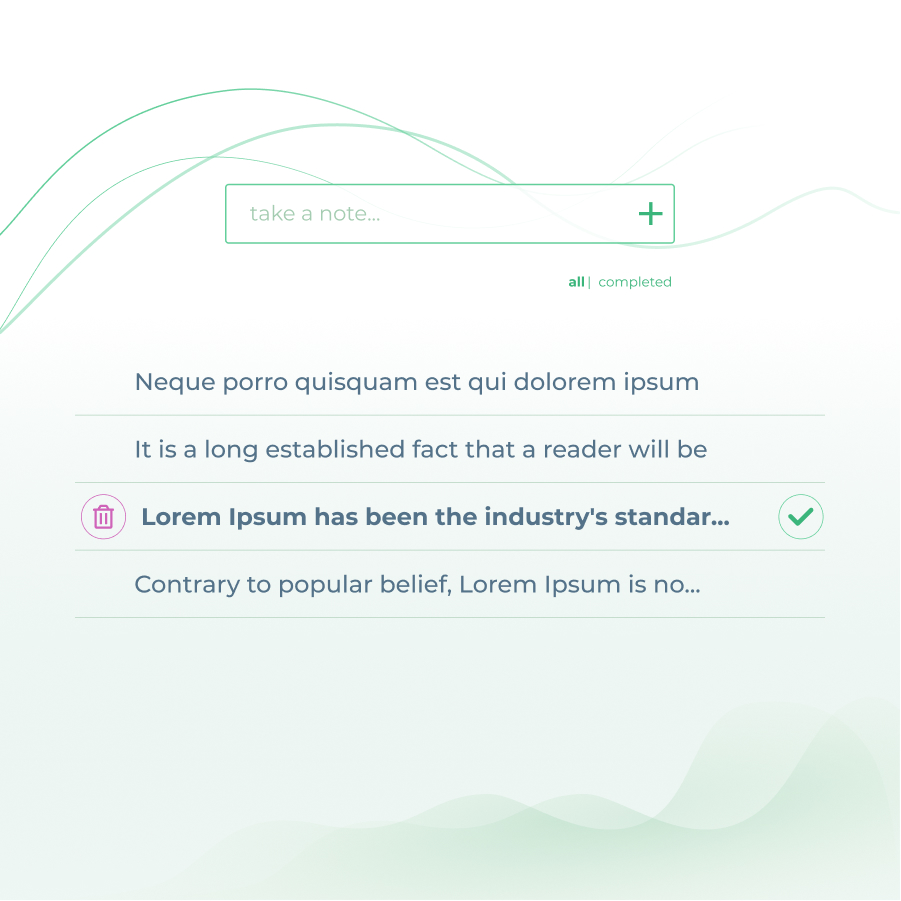 take a note...
all | completed
Neque porro quisquam est qui dolorem ipsum
It is a long established fact that a reader will be
Lorem Ipsum has been the industry's standar...
Contrary to popular belief, Lorem Ipsum is no...